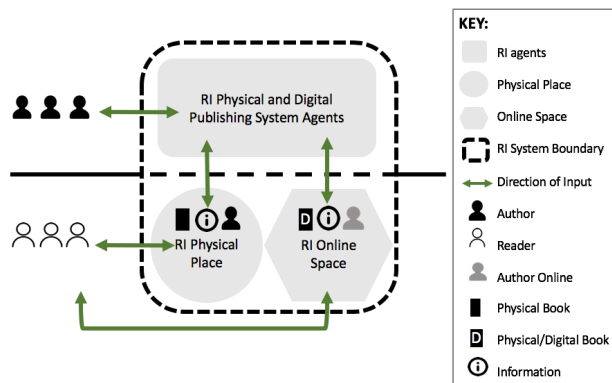 RI Physical and Digital
Publishing System Agents
i
RI Physical
Place
D
i
RI Online
Space
KEY:
RI agents
Physical Place
Online Space
RI System Boundary
Direction of Input
Author
Reader
Author Online
Physical Book
D
Physical/Digital Book
i
Information